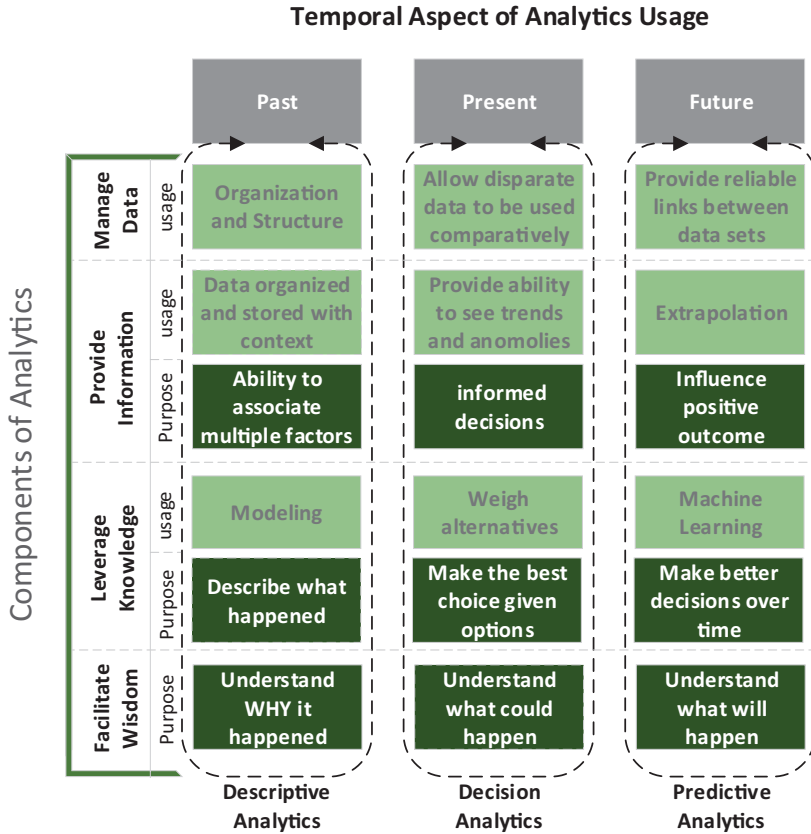 Temporal Aspect of Analytics Usage
Past
Present
Future
Components of Analytics
Manage
Data
usage
Organization
and Structure
Allow disparate
data to be used
comparatively
Provide reliable
links between
data sets
Provide
Information
usage
Data organized
and stored with
context
Provide ability
to see trends
and anomolies
Extrapolation
Purpose
Ability to
associate
multiple factors
informed
decisions
Influence
positive
outcome
Leverage
Knowledge
usage
Modeling
Weigh
alternatives
Machine
Learning
Purpose
Describe what
happened
Make the best
choice given
options
Make better
decisions over
time
Facilitate
Wisdom
Purpose
Understand
WHY it
happened
Understand
what could
happen
Understand
what will
happen
Descriptive
Analytics
Decision
Analytics
Predictive
Analytics